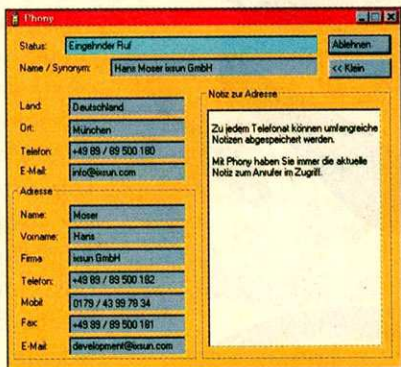 Phony
Status: Eingehnder Ruf Ablehnen
Name / Synonym: Hans Moser ixsun GmbH << Klein
Land: Deutschland
Ort: München
Telefon: +49 89 / 89 500 180
E-Mail: info@ixsun.com
Adresse
Name: Moser
Vorname: Hans
Firma ixsun GmbH
Telefon: +49 89 / 89 500 182
Mobil: 0179 / 43 99 78 34
Fax: +49 89 / 89 500 181
E-Mail: development@ixsun.com
Notiz zur Adresse
Zu jedem Telefonat können umfangreiche
Notizen abgespeichert werden.
Mit Phony haben Sie immer die aktuelle
Notiz zum Anrufer im Zugriff.